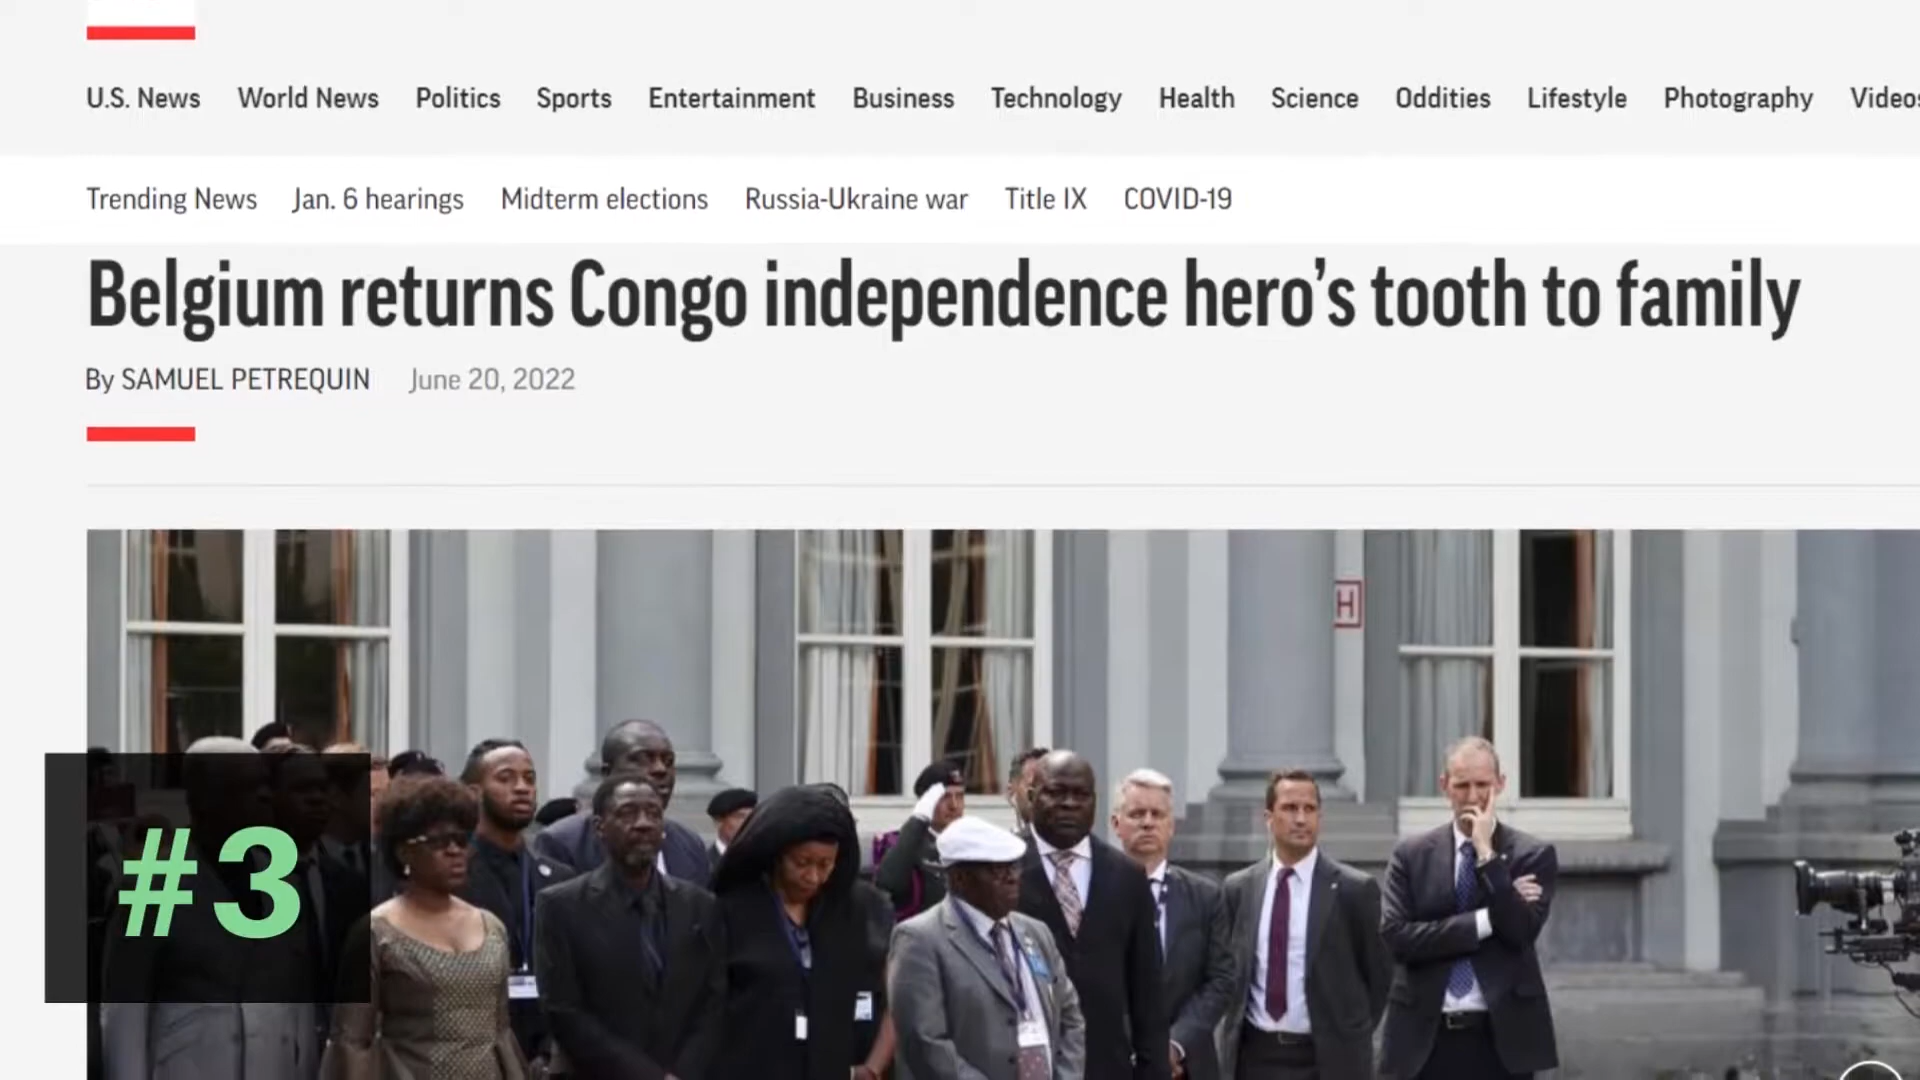 U.S. News World News Politics Sports Entertainment Business Technology Health Science Oddities Lifestyle Photography Videos
Trending News Jan. 6 hearings Midterm elections Russia-Ukraine war Title IX COVID-19
Belgium returns Congo independence hero's tooth to family
By SAMUEL PETREQUIN June 20, 2022
H
#3